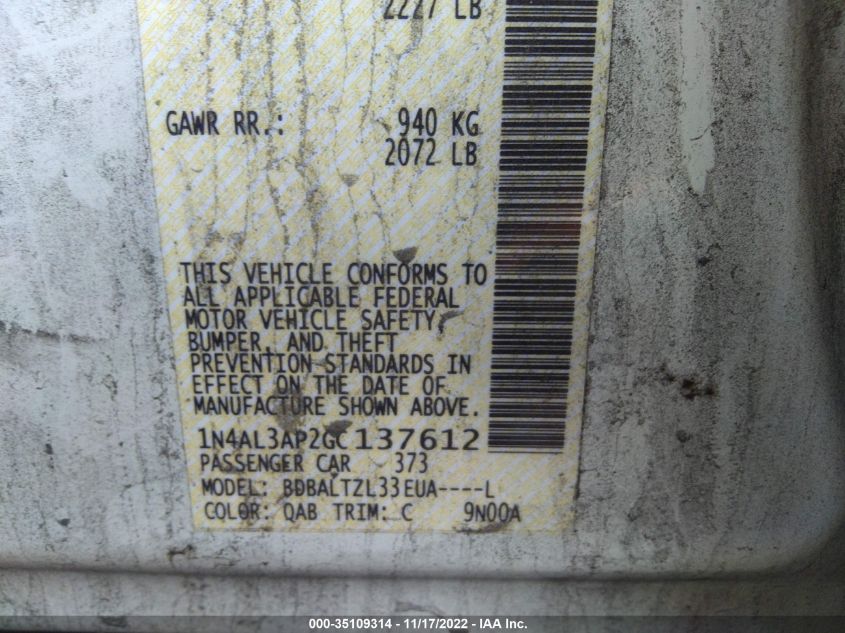 2227 LB
GAWR RR.: 940 KG
2072 LB
THIS VEHICLE CONFORMS TO
ALL APPLICABLE FEDERAL
MOTOR VEHICLE SAFETY,
BUMPER, AND THEFT
PREVENTION STANDARDS IN
EFFECT ON THE DATE OF
MANUFACTURE SHOWN ABOVE.
1N4AL3AP2GC137612
PASSENGER CAR 373
MODEL: BDBALTZL33EUA----L
COLOR: QAB TRIM: C 9N00A
000-35109314 - 11/17/2022 - IAA Inc.